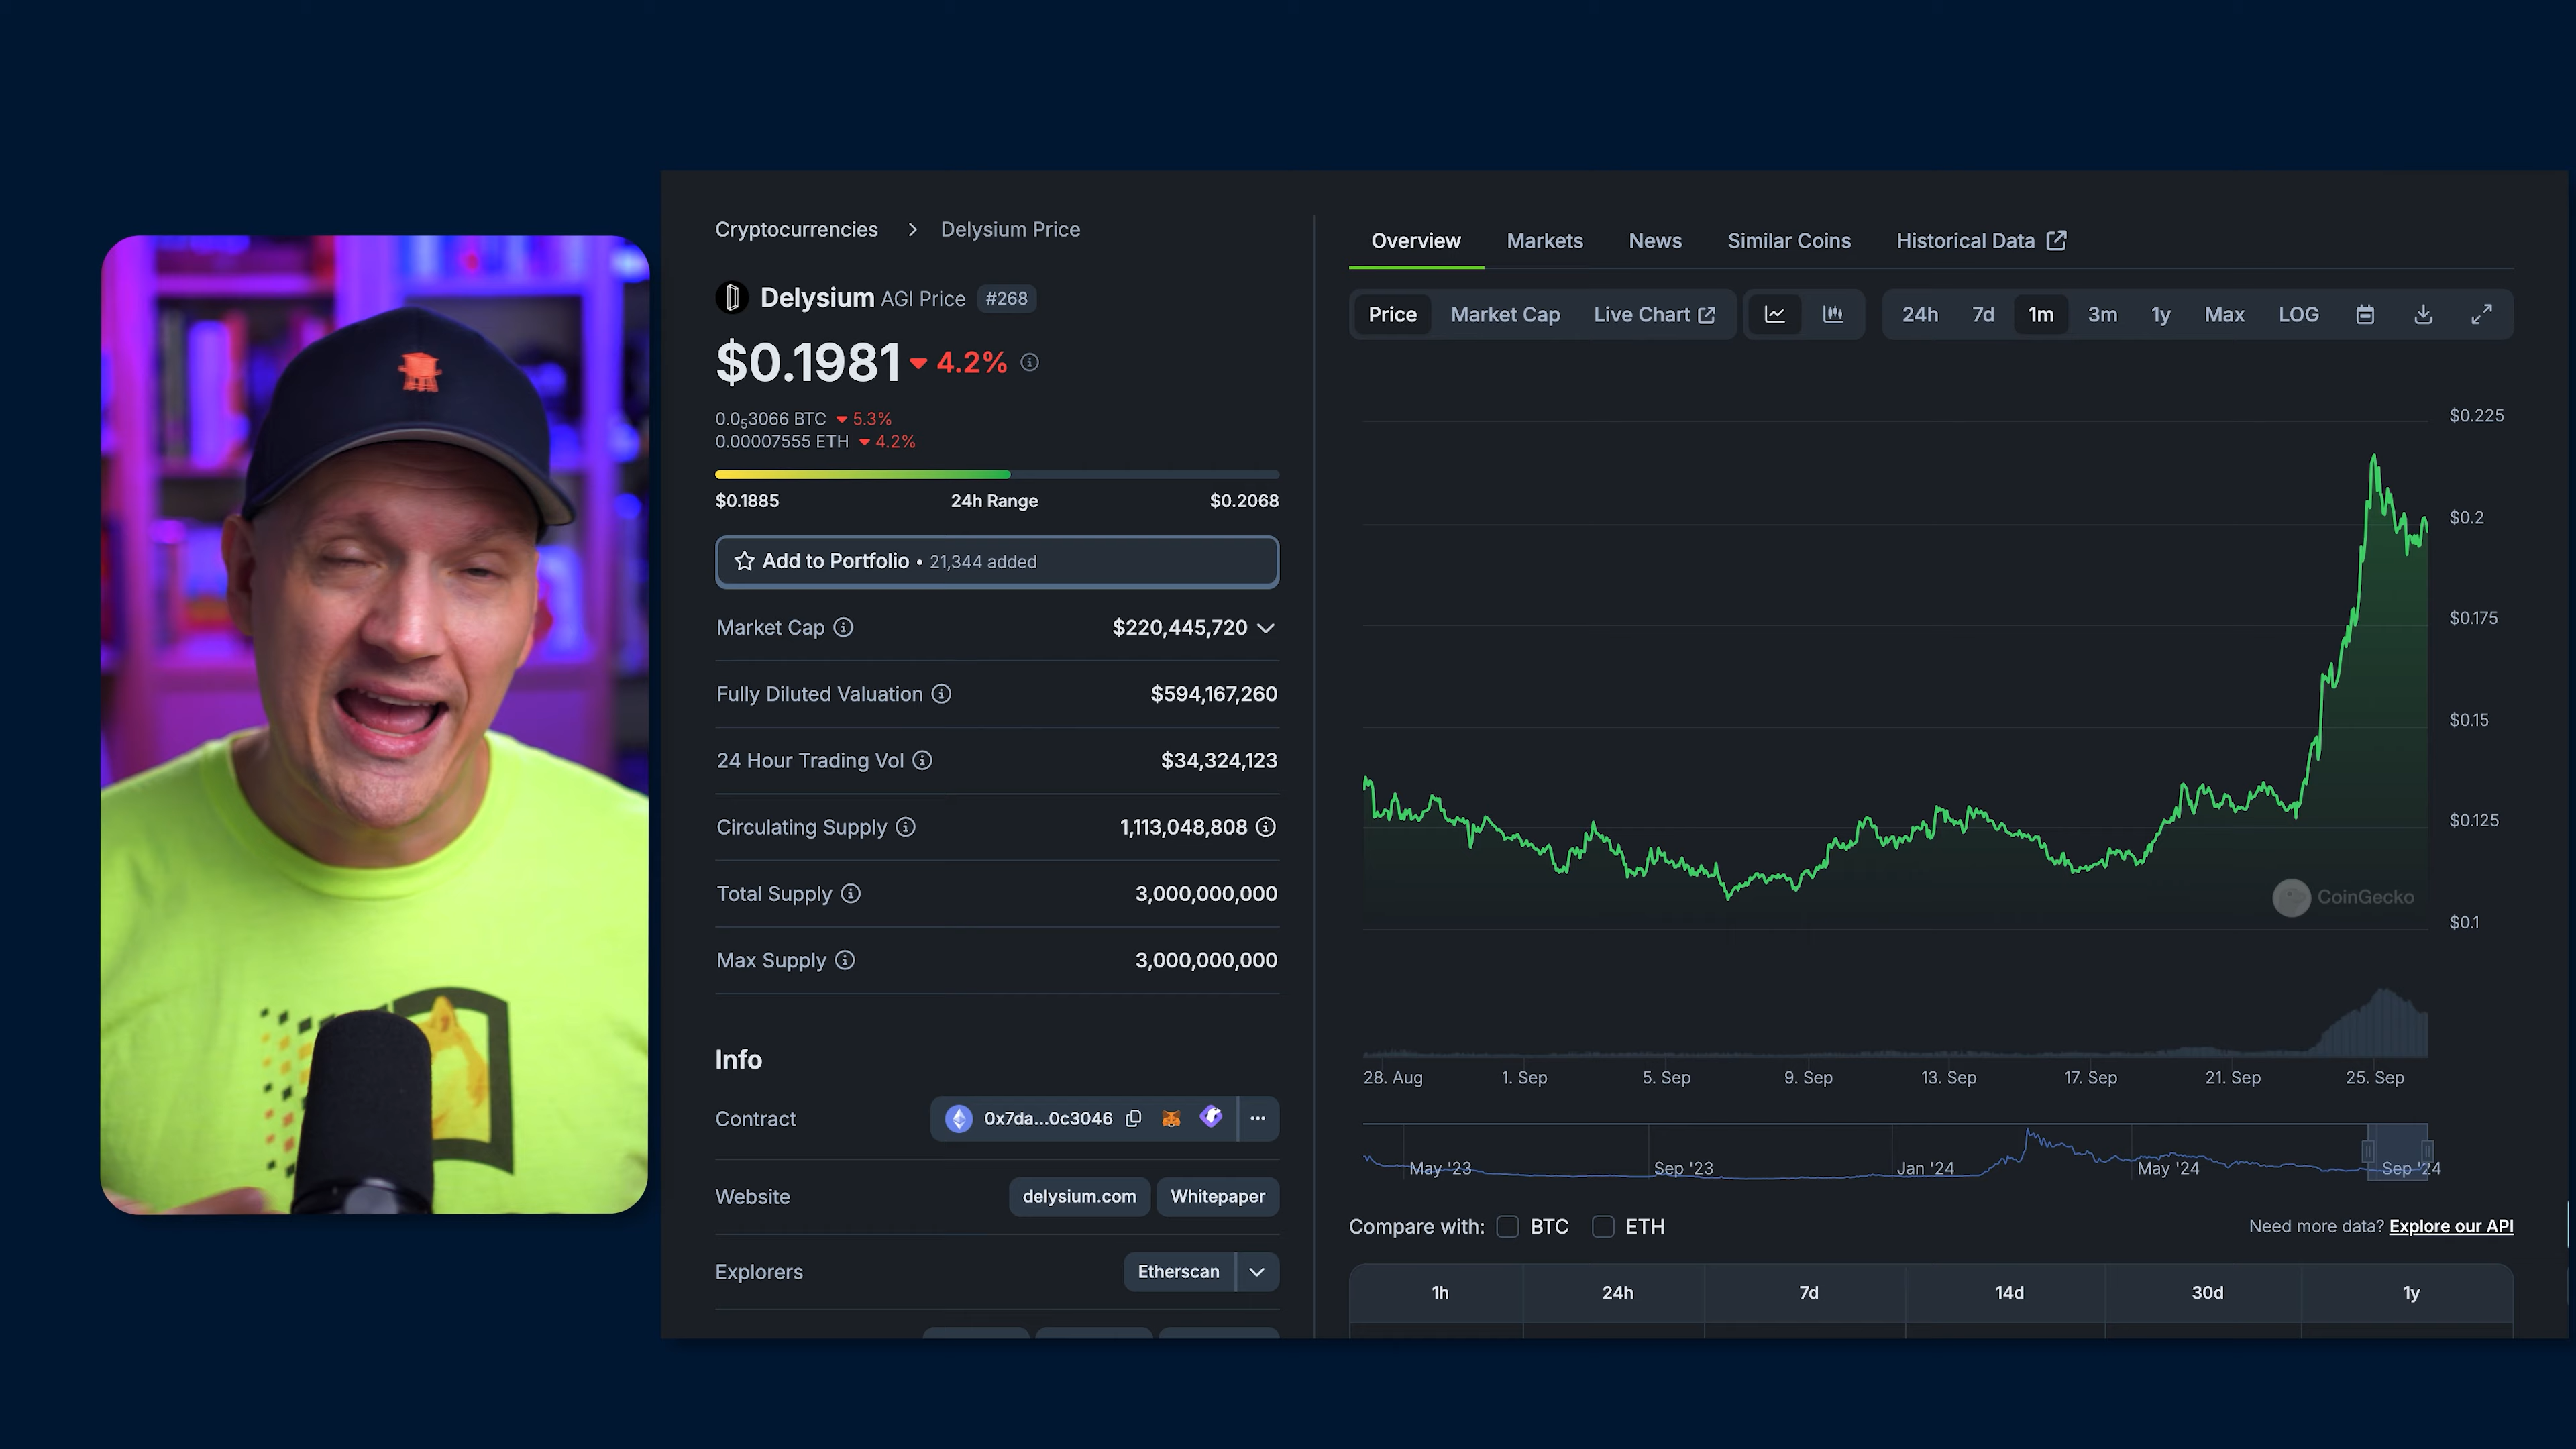 Cryptocurrencies > Delysium Price
Delysium AGI Price #268
$0.1981 4.2%
0.0₅3066 BTC 5.3%
0.00007555 ETH 4.2%
$0.1885 24h Range $0.2068
Add to Portfolio • 21,344 added
Market Cap $220,445,720
Fully Diluted Valuation $594,167,260
24 Hour Trading Vol $34,324,123
Circulating Supply 1,113,048,808
Total Supply 3,000,000,000
Max Supply 3,000,000,000
Info
Contract 0x7da...0c3046
Website delysium.com Whitepaper
Explorers Etherscan
Overview Markets News Similar Coins Historical Data
Price Market Cap Live Chart 24h 7d 1m 3m 1y Max LOG
$0.225
$0.2
$0.175
$0.15
$0.125
CoinGecko
$0.1
28. Aug 1. Sep 5. Sep 9. Sep 13. Sep 17. Sep 21. Sep 25. Sep
May '23 Sep '23 Jan '24 May '24 Sep '24
Compare with: BTC ETH Need more data? Explore our API
1h 24h 7d 14d 30d 1y